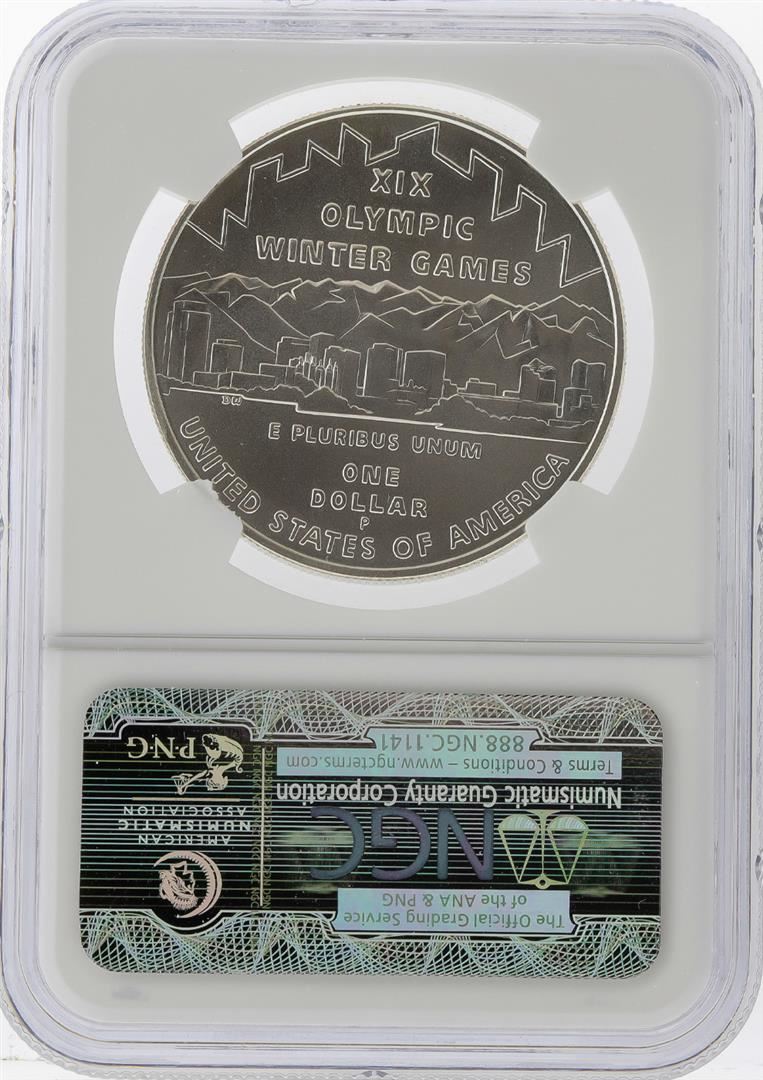 XIX
OLYMPIC
WINTER GAMES
DW
E PLURIBUS UNUM
ONE
DOLLAR
P
UNITED STATES OF AMERICA
The Official Grading Service
of the ANA & PNG
NGC
Numismatic Guaranty Corporation
Terms & Conditions – www.ngcterms.com
888.NGC.1141
AMERICAN
NUMISMATIC
ASSOCIATION
PNG